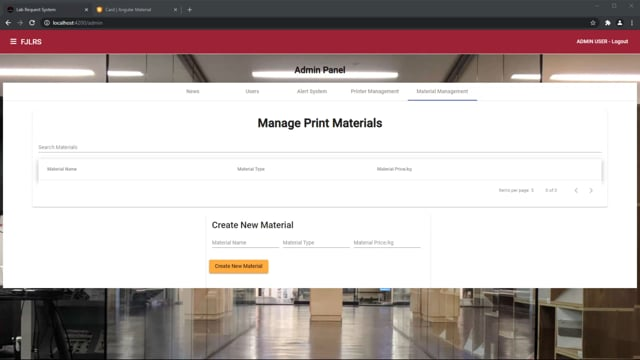 Lab Request System
Card | Angular Material
localhost:4200/admin
FJLRS
ADMIN USER - Logout
Admin Panel
News Users Alert System Printer Management Material Management
Manage Print Materials
Search Materials
Material Name Material Type Material Price/kg
Items per page: 5 0 of 0
Create New Material
Material Name Material Type Material Price/kg
Create New Material